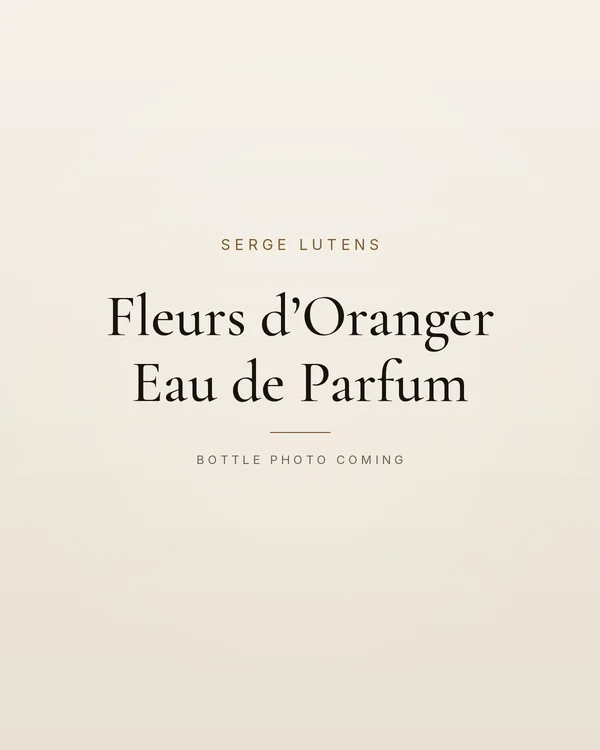 SERGE LUTENS
Fleurs d’Oranger
Eau de Parfum
BOTTLE PHOTO COMING